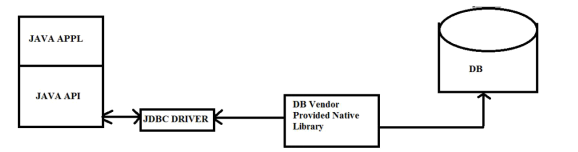 JAVA APPL
JAVA API
JDBC DRIVER
DB Vendor
Provided Native
Library
DB